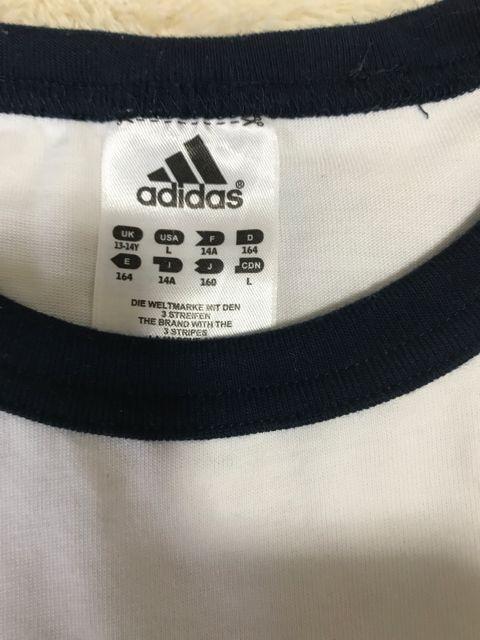 adidas®
UK USA F D
13-14Y L 14A 164
E I J CDN
164 14A 160 L
DIE WELTMARKE MIT DEN
3 STREIFEN
THE BRAND WITH THE
3 STRIPES